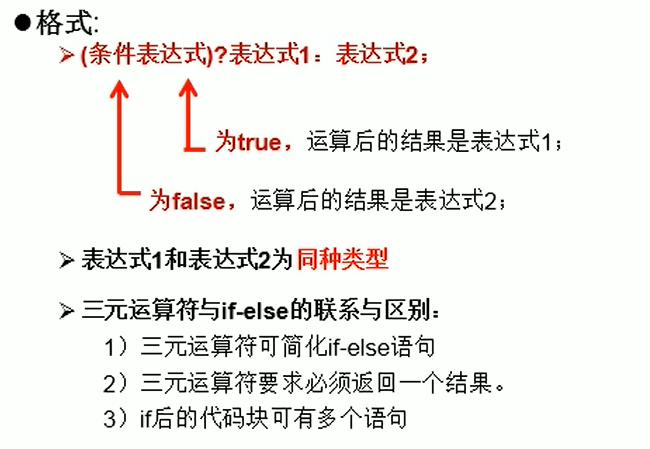 ●格式:
➢(条件表达式)?表达式1：表达式2；
为true，运算后的结果是表达式1；
为false，运算后的结果是表达式2；
➢表达式1和表达式2为同种类型
➢三元运算符与if-else的联系与区别：
1）三元运算符可简化if-else语句
2）三元运算符要求必须返回一个结果。
3）if后的代码块可有多个语句